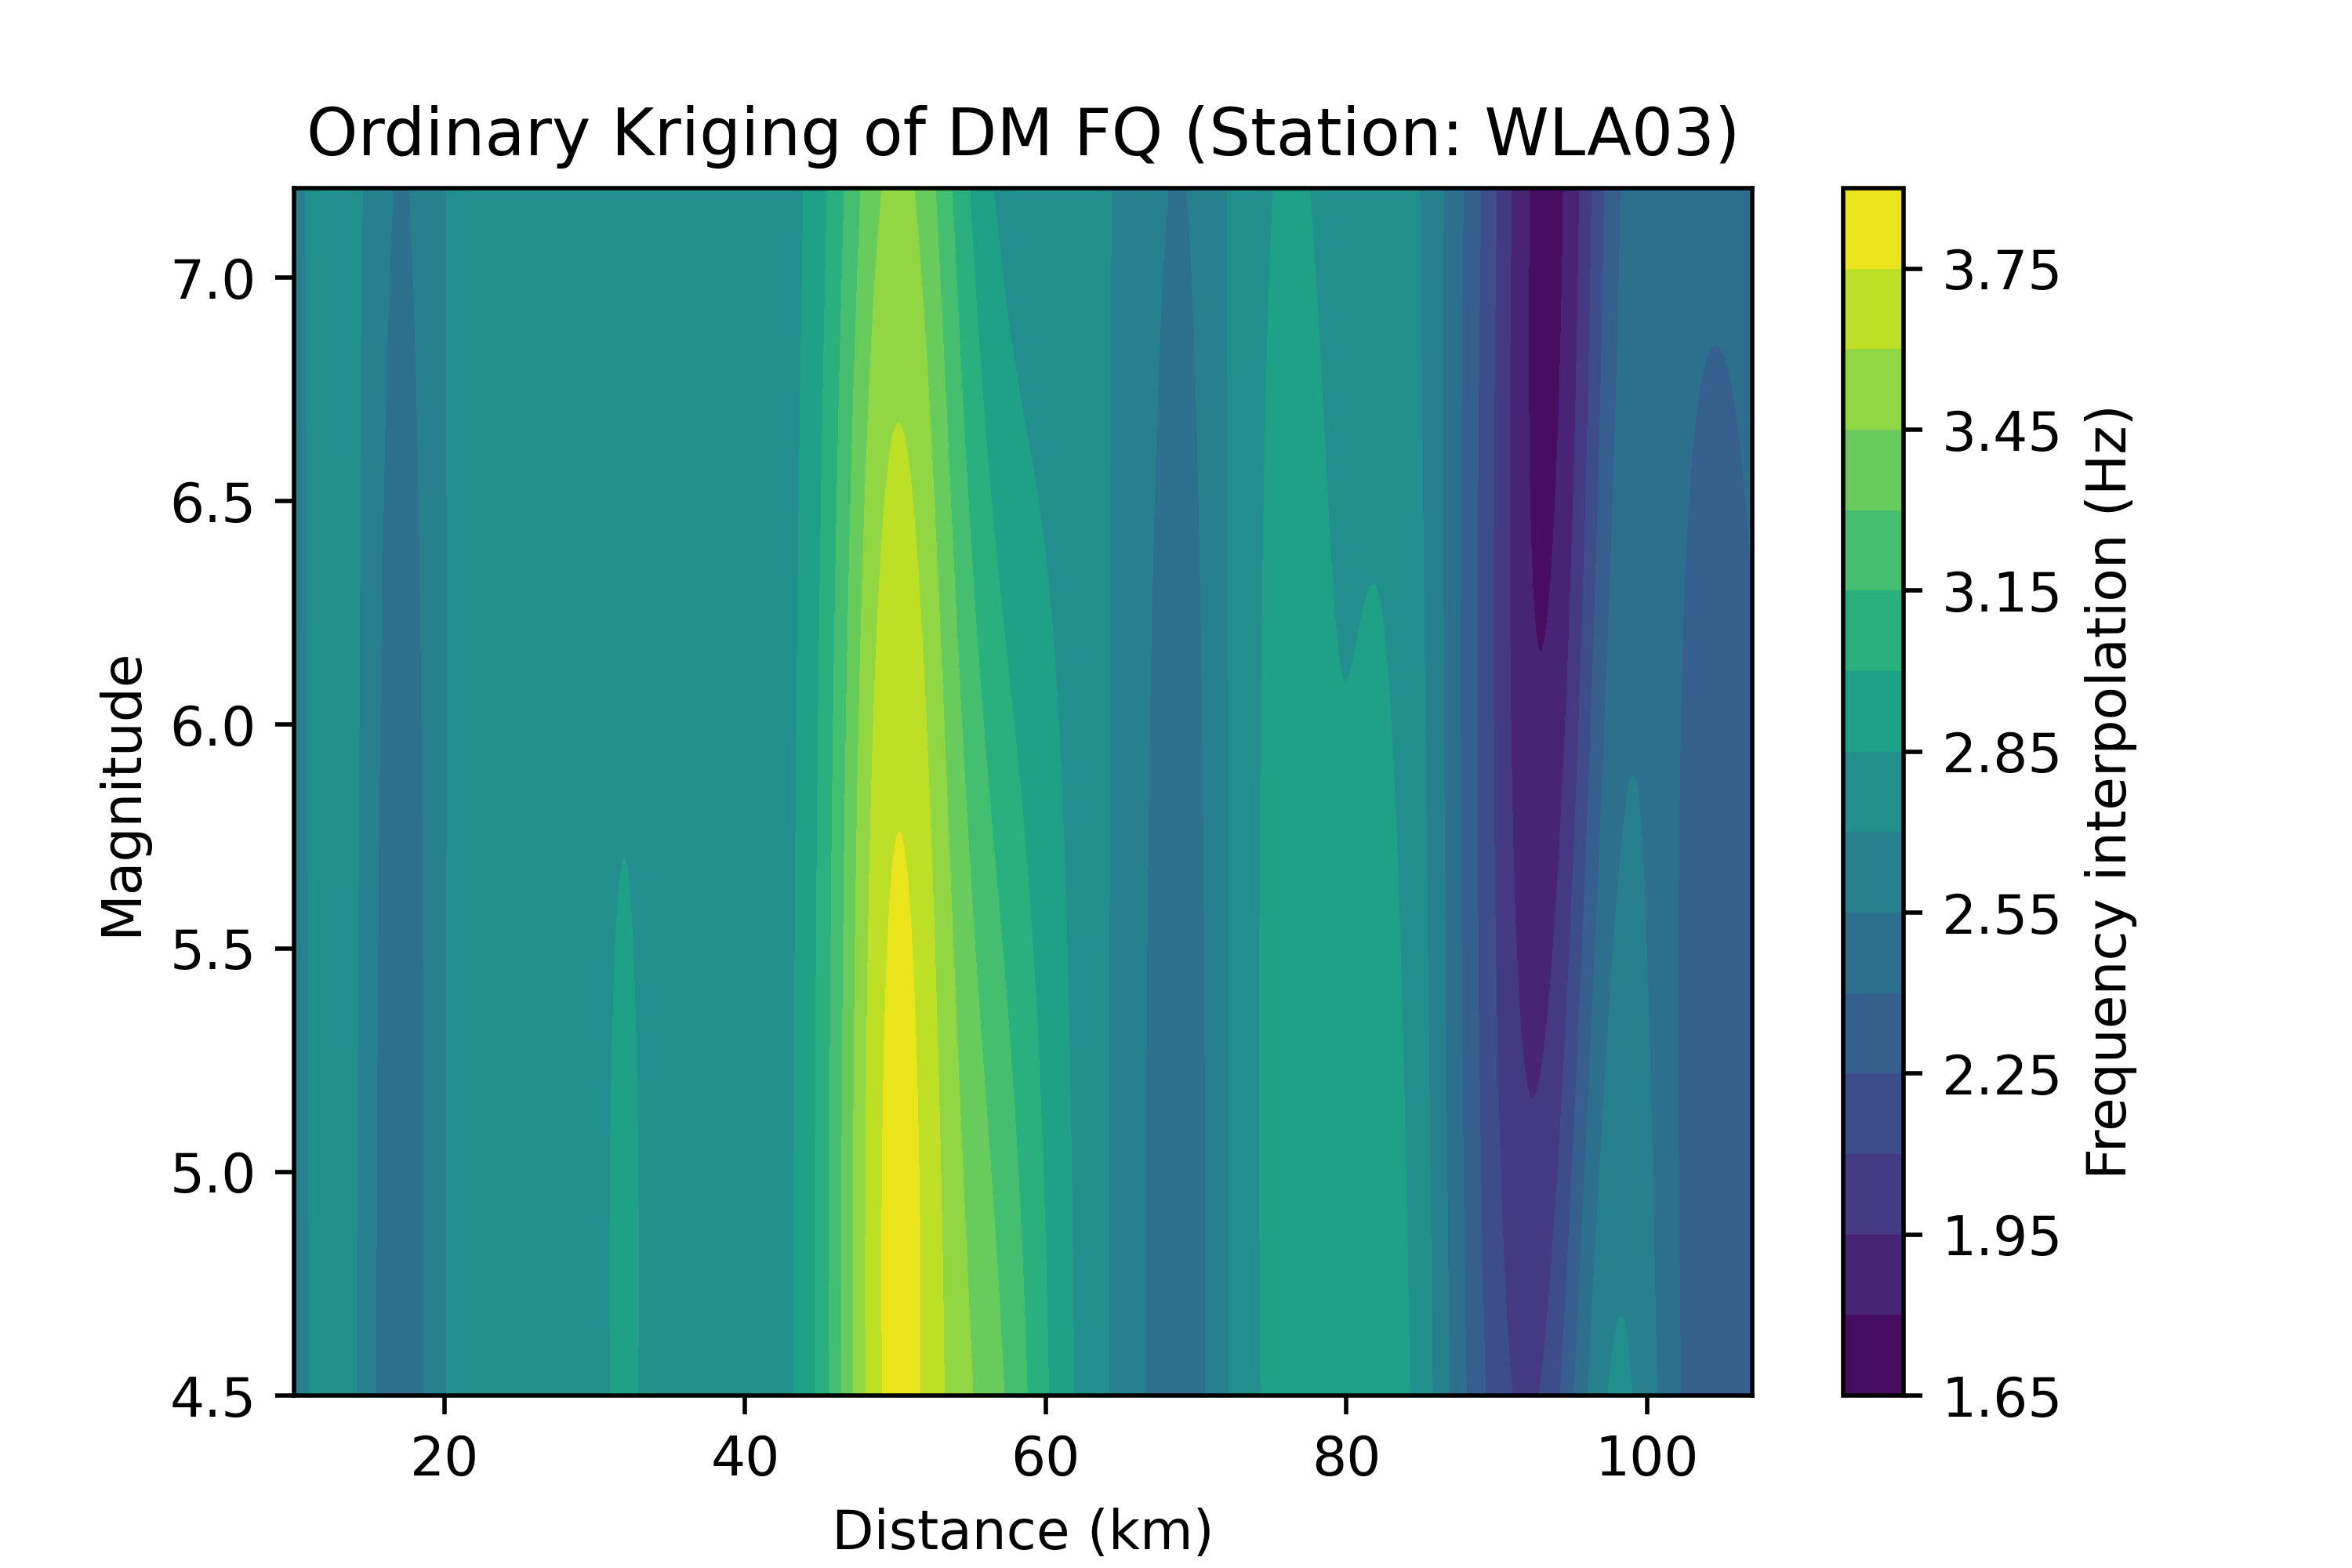 Ordinary Kriging of DM FQ (Station: WLA03)
Magnitude
7.0
6.5
6.0
5.5
5.0
4.5
20 40 60 80 100
Distance (km)
3.75
3.45
3.15
2.85
2.55
2.25
1.95
1.65
Frequency interpolation (Hz)